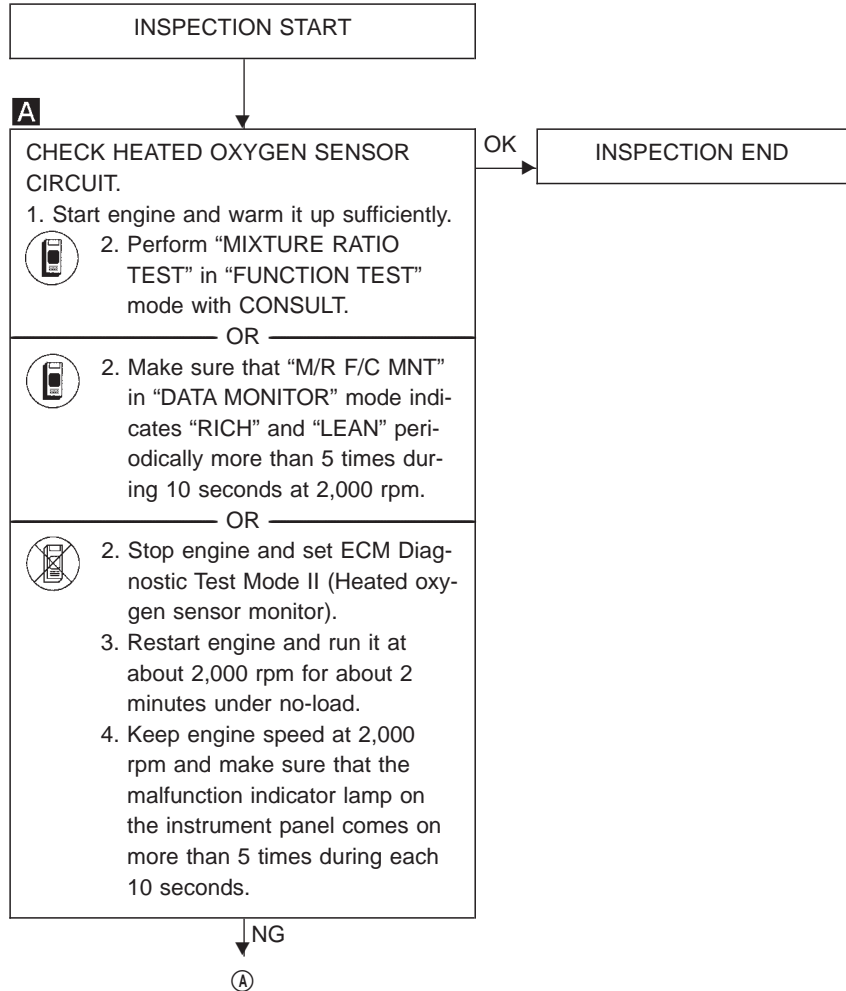 INSPECTION START
A
CHECK HEATED OXYGEN SENSOR
CIRCUIT.
1. Start engine and warm it up sufficiently.
2. Perform “MIXTURE RATIO
TEST” in “FUNCTION TEST”
mode with CONSULT.
OR
2. Make sure that “M/R F/C MNT”
in “DATA MONITOR” mode indi-
cates “RICH” and “LEAN” peri-
odically more than 5 times dur-
ing 10 seconds at 2,000 rpm.
OR
2. Stop engine and set ECM Diag-
nostic Test Mode II (Heated oxy-
gen sensor monitor).
3. Restart engine and run it at
about 2,000 rpm for about 2
minutes under no-load.
4. Keep engine speed at 2,000
rpm and make sure that the
malfunction indicator lamp on
the instrument panel comes on
more than 5 times during each
10 seconds.
OK
INSPECTION END
NG
Ⓐ